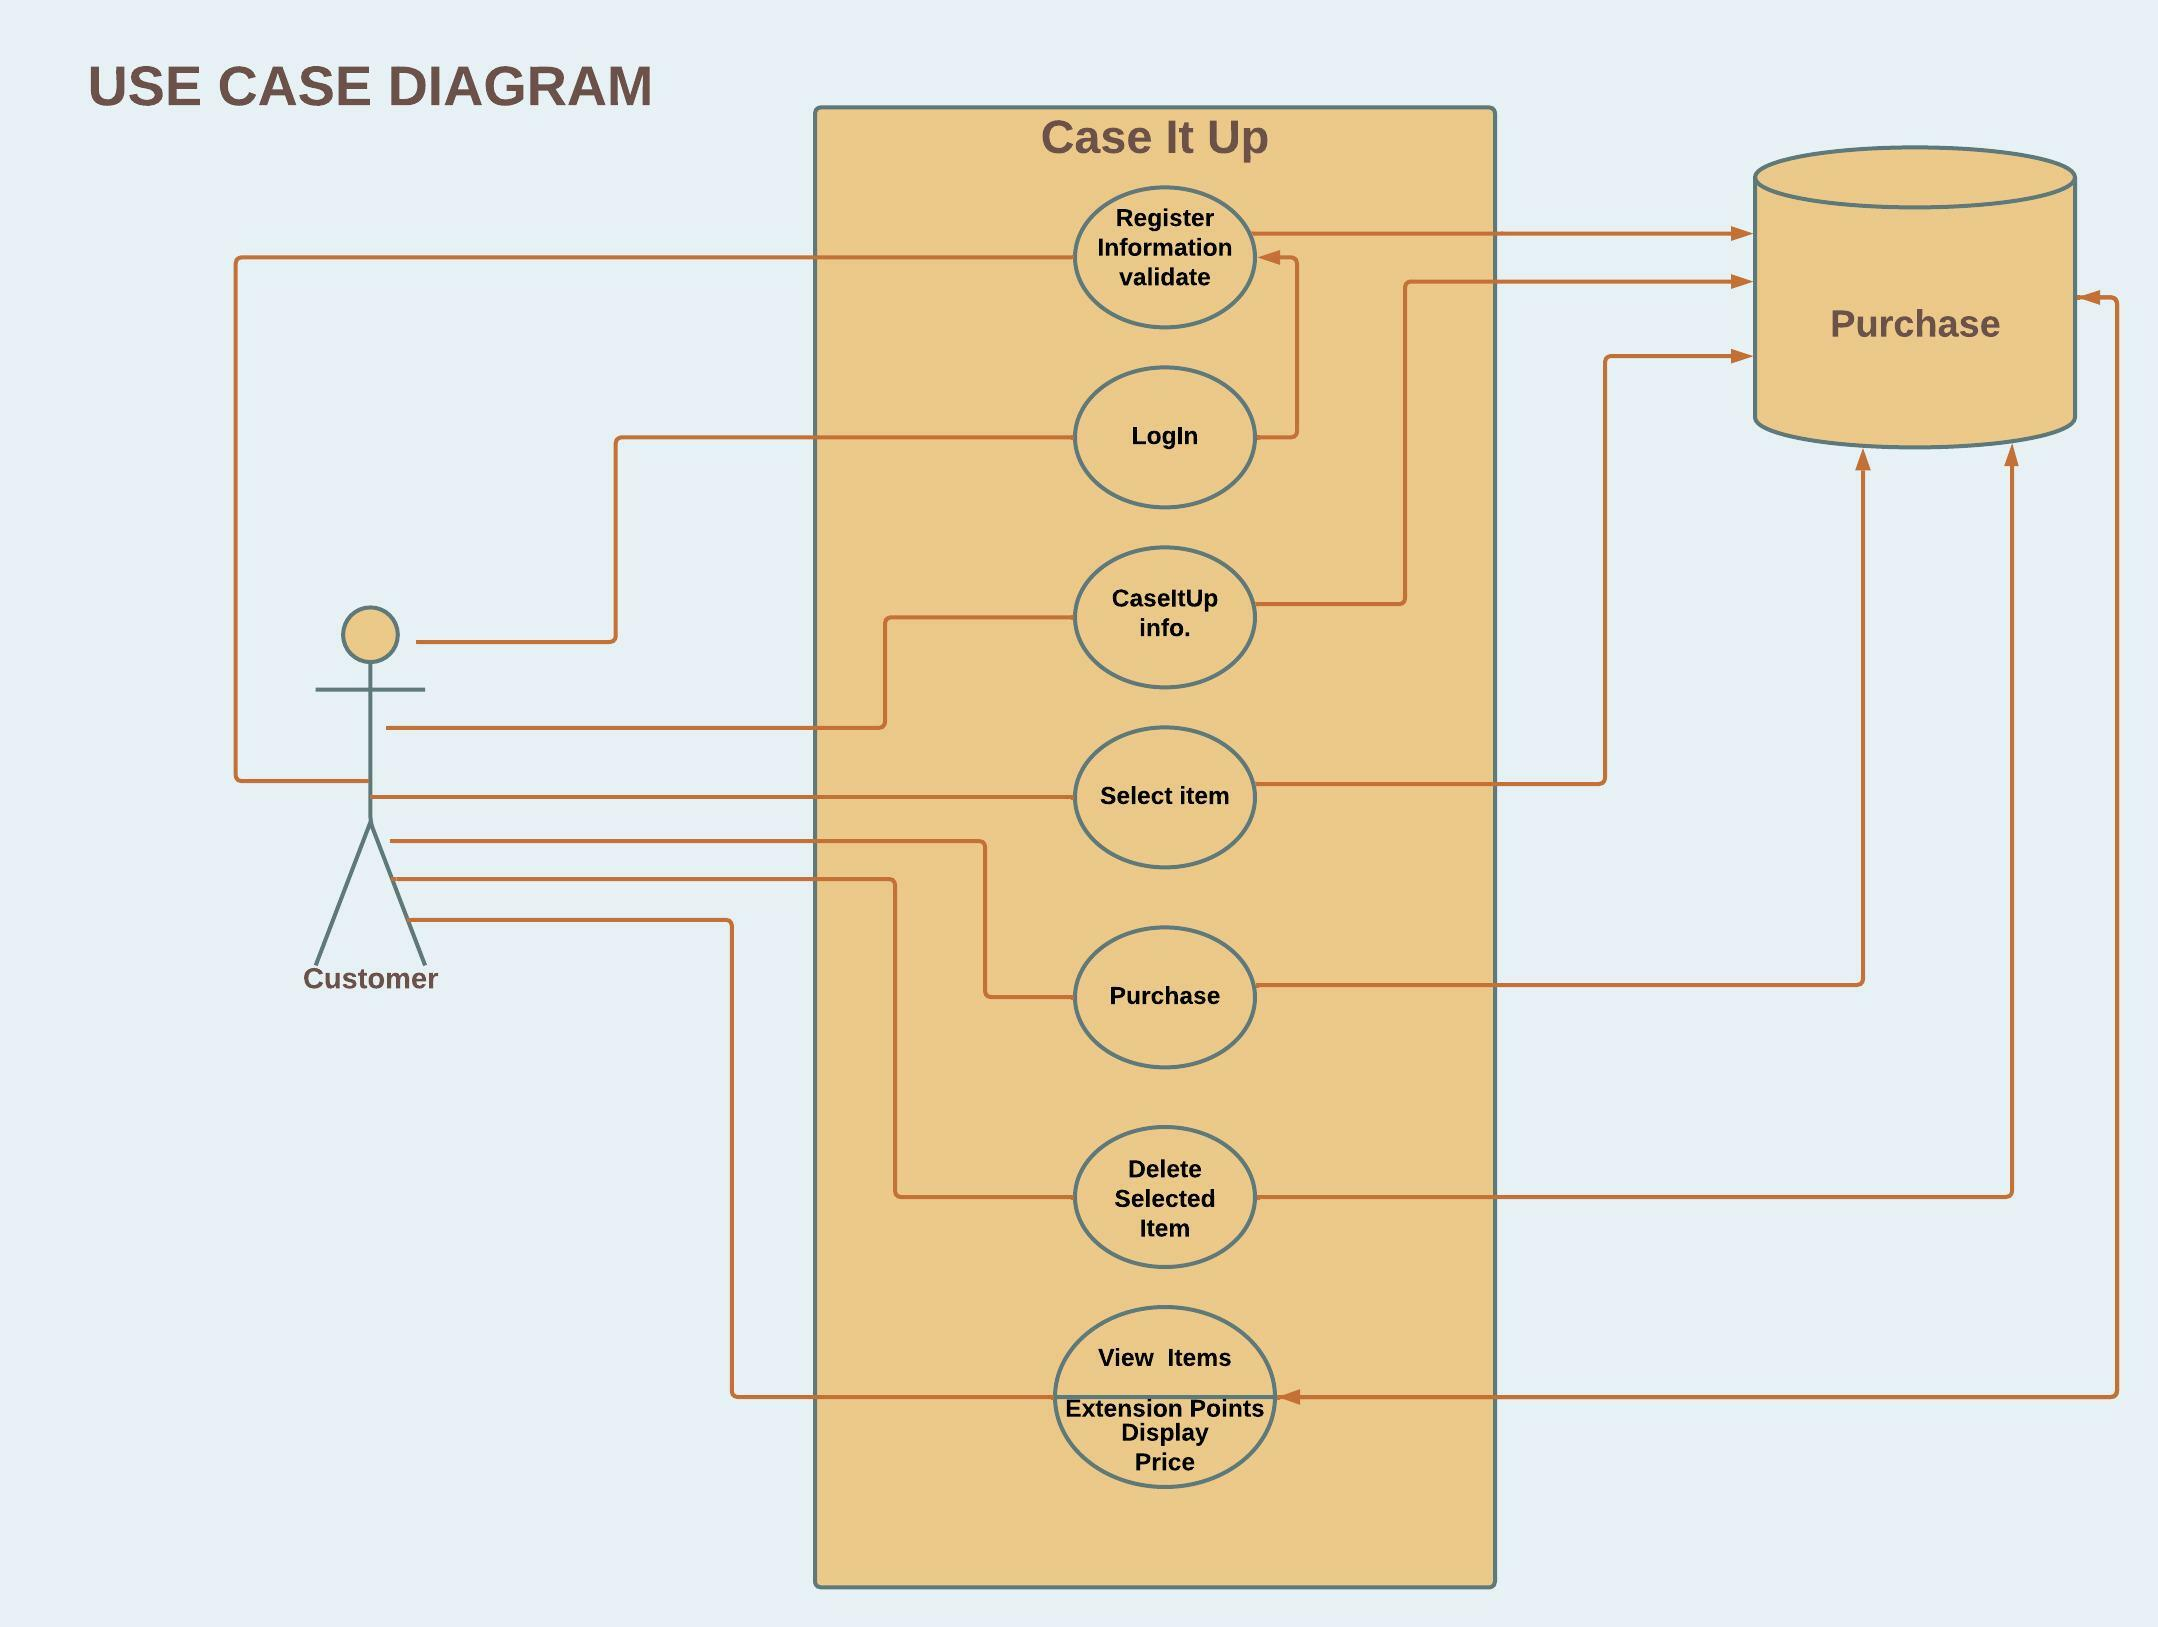 USE CASE DIAGRAM
Case It Up
Register
Information
validate
Purchase
LogIn
CaseItUp
info.
Select item
Customer
Purchase
Delete
Selected
Item
View  Items
Extension Points
Display
Price